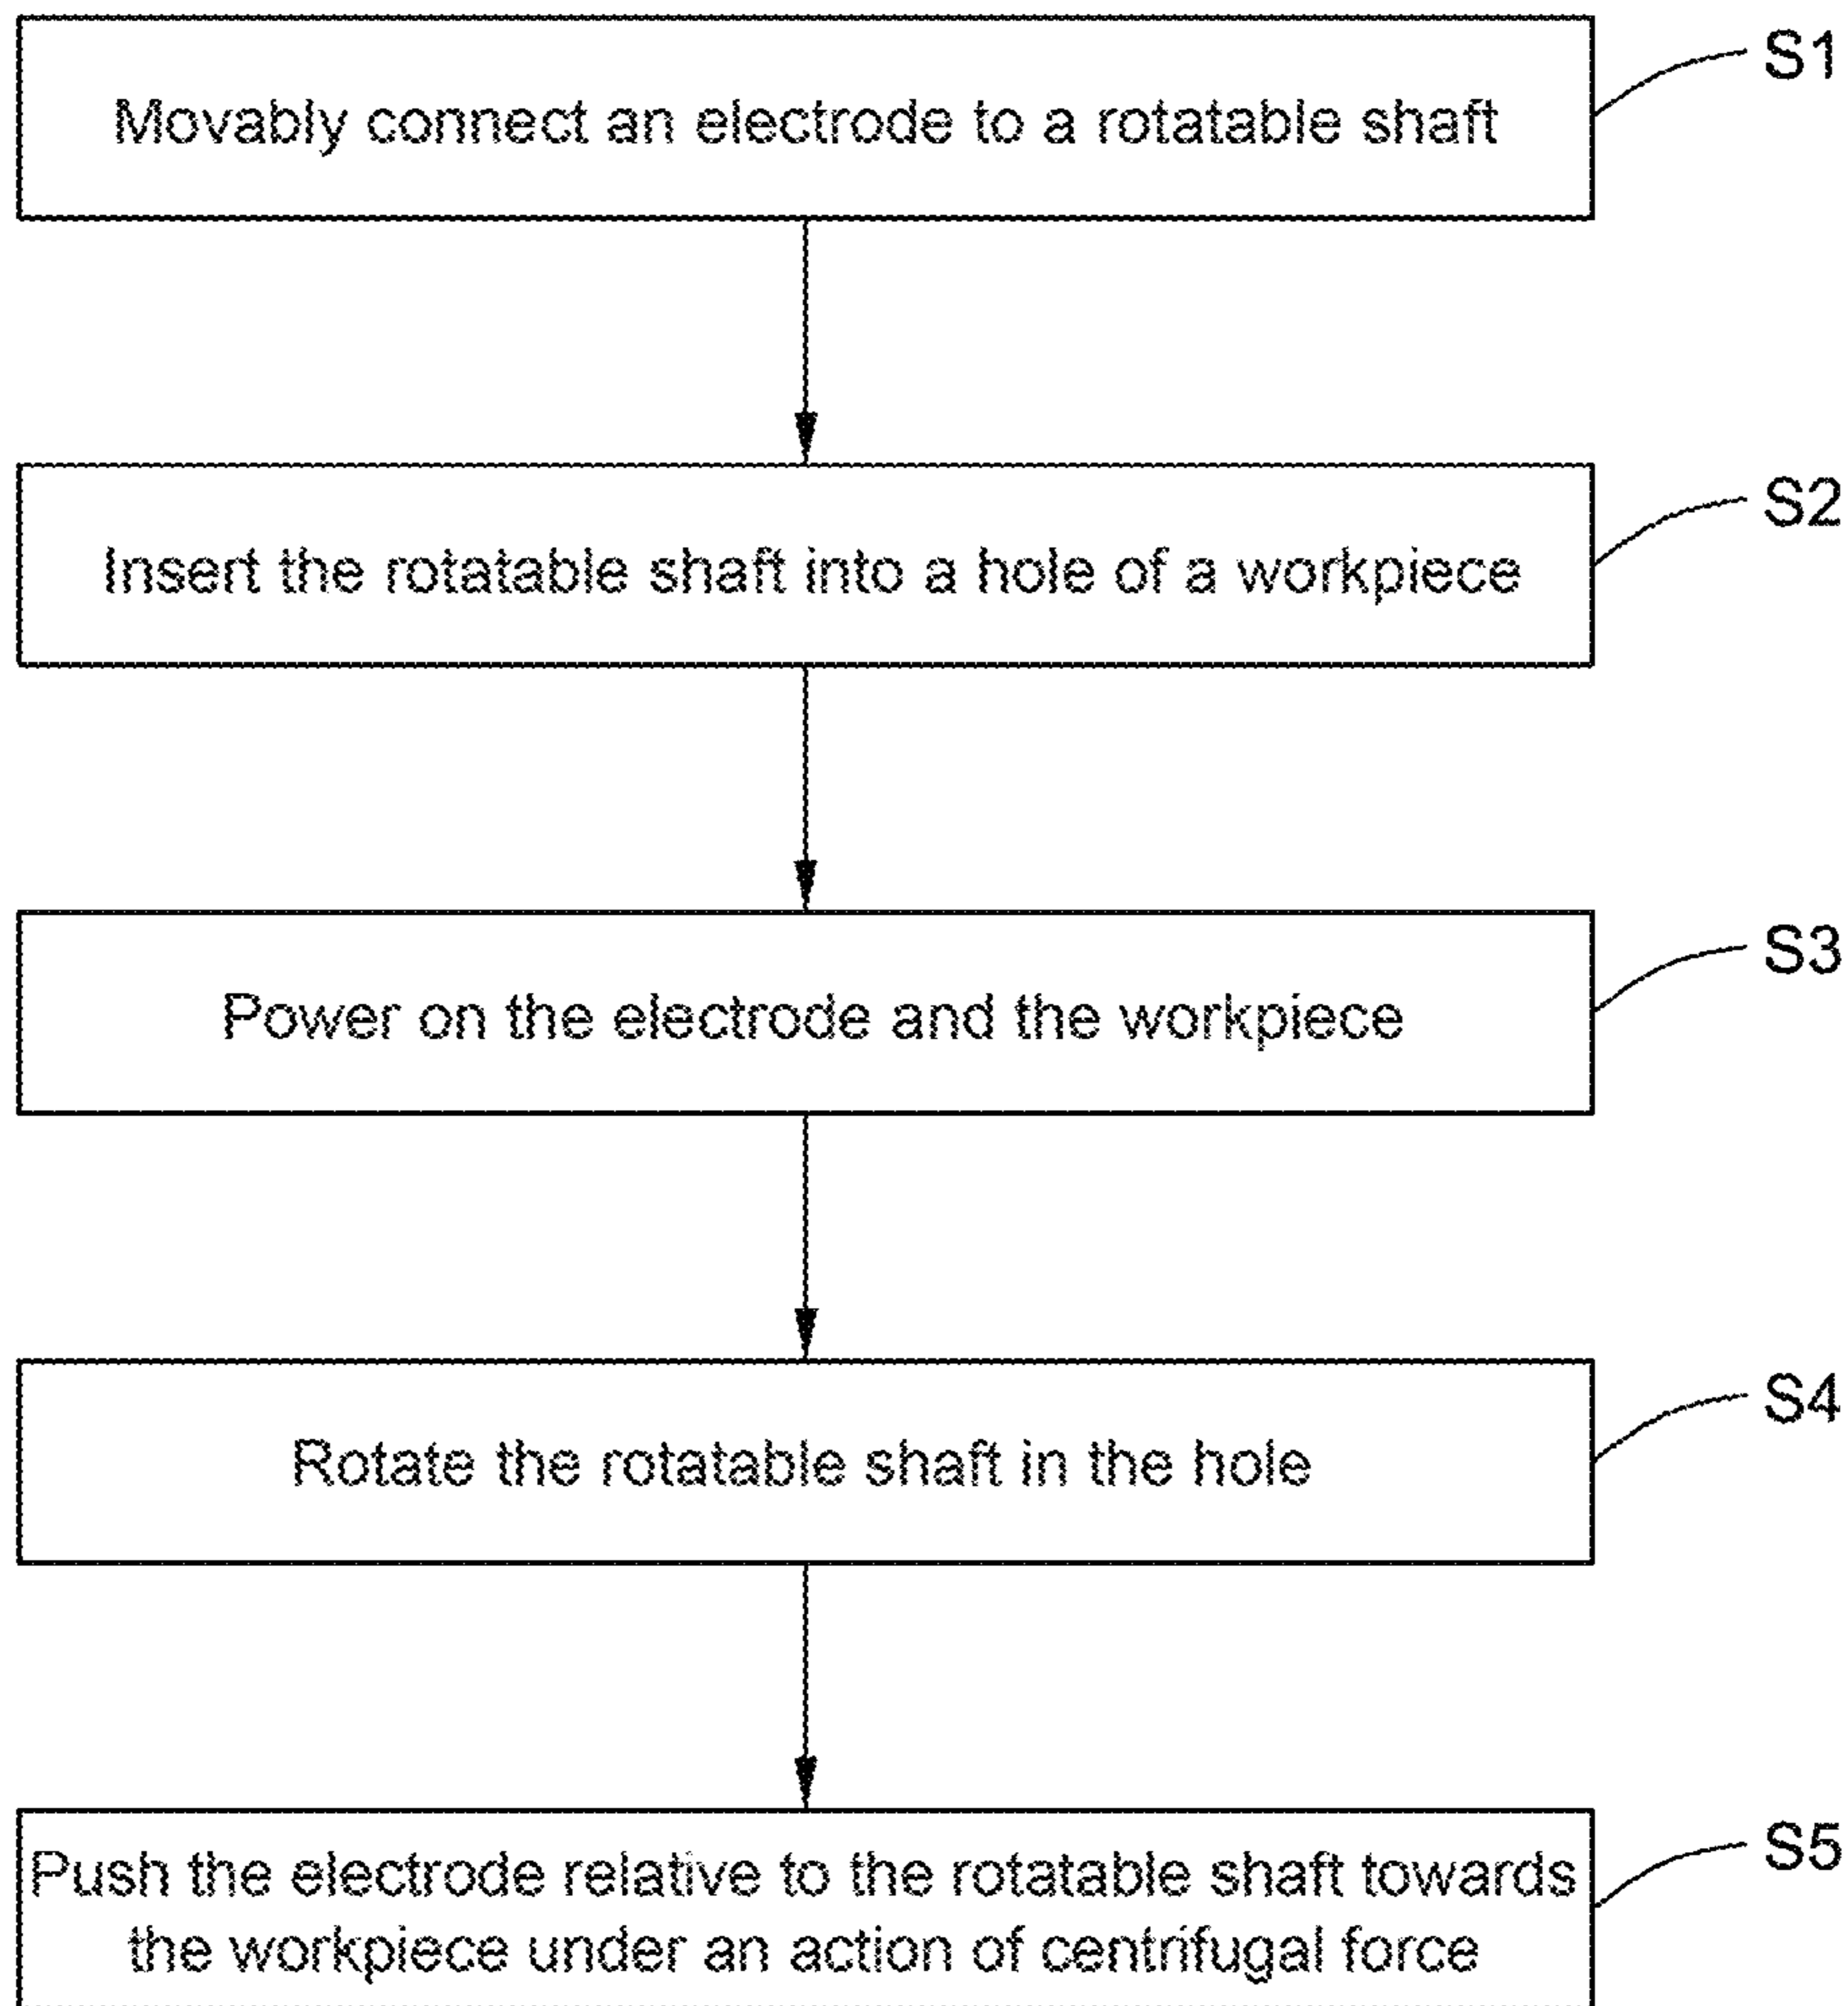 S1
Movably connect an electrode to a rotatable shaft
S2
Insert the rotatable shaft into a hole of a workpiece
S3
Power on the electrode and the workpiece
S4
Rotate the rotatable shaft in the hole
S5
Push the electrode relative to the rotatable shaft towards
the workpiece under an action of centrifugal force